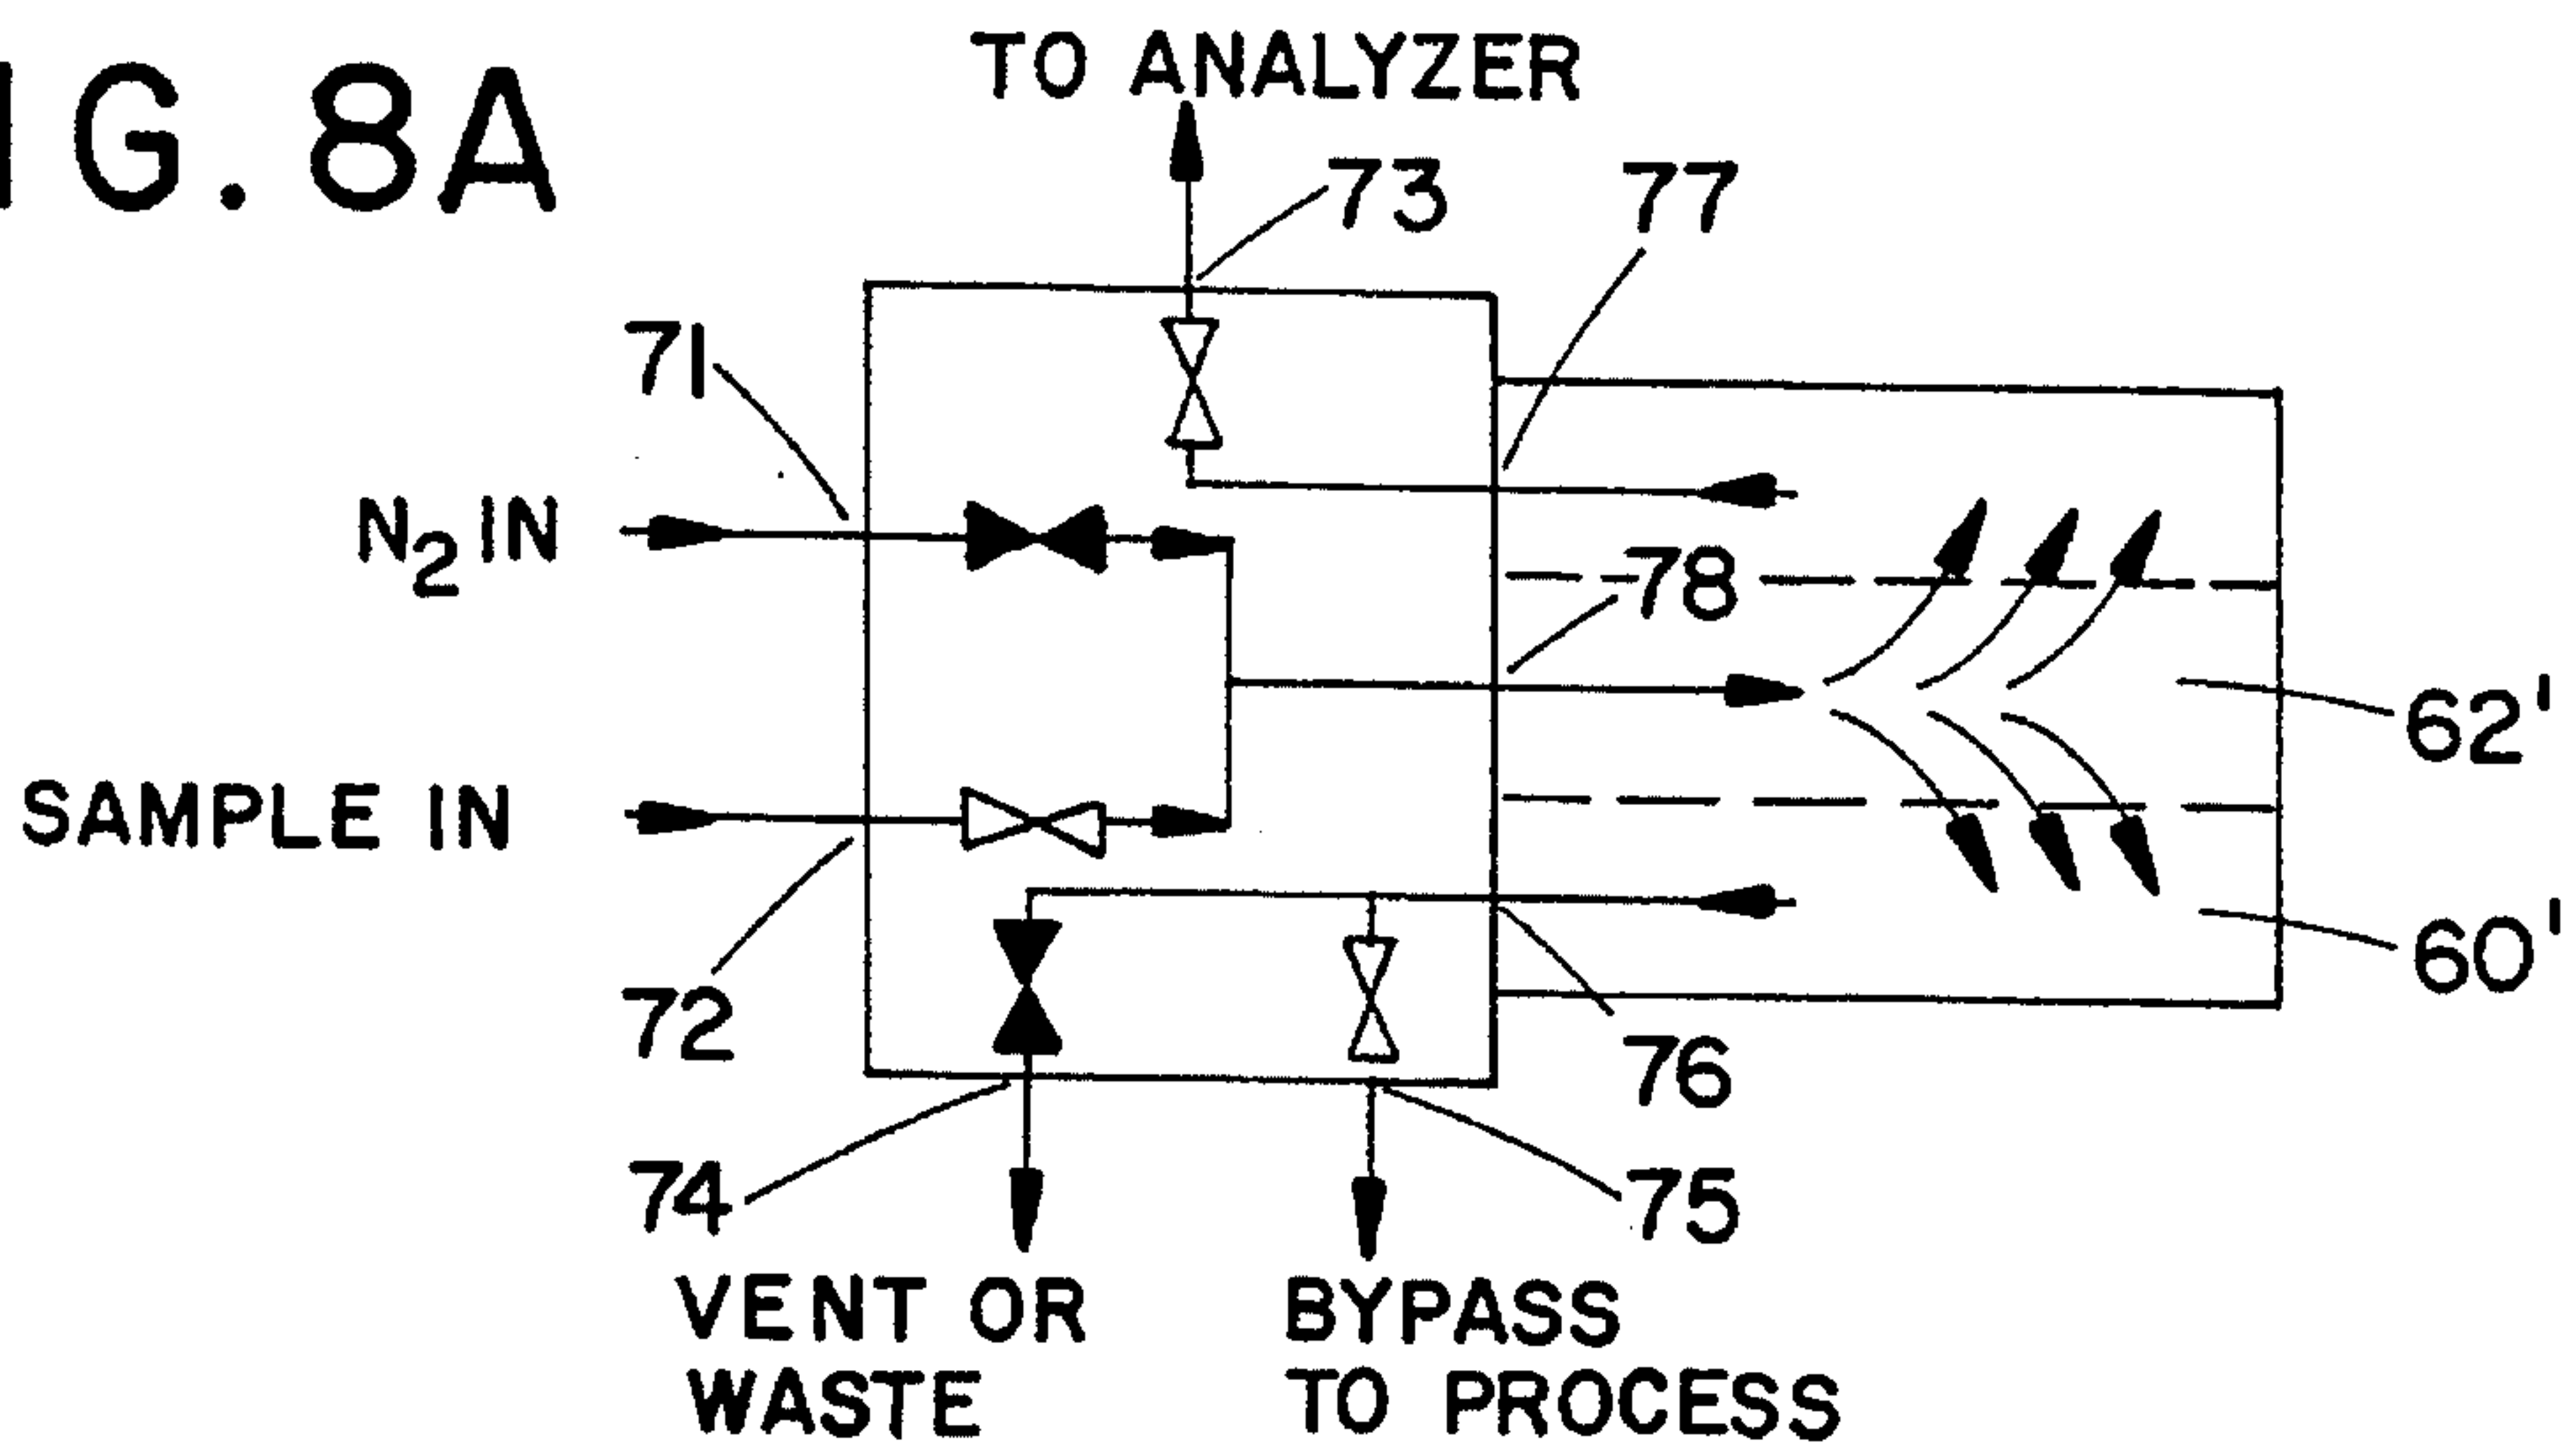 IG. 8A
TO ANALYZER
73
77
71
N2 IN
78
62'
SAMPLE IN
60'
72
76
74
75
VENT OR
WASTE
BYPASS
TO PROCESS